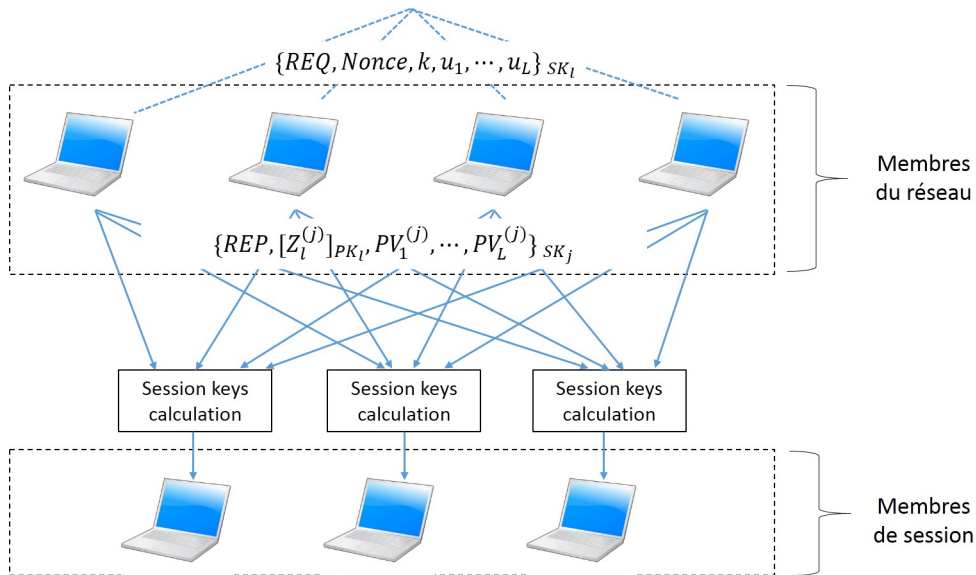 {REQ, Nonce, k, u₁, ⋯, u_L}_{SK_l}
Membres
du réseau
{REP, [Z_l^{(j)}]_{PK_l}, PV_1^{(j)}, ⋯, PV_L^{(j)}}_{SK_j}
Session keys
calculation
Session keys
calculation
Session keys
calculation
Membres
de session